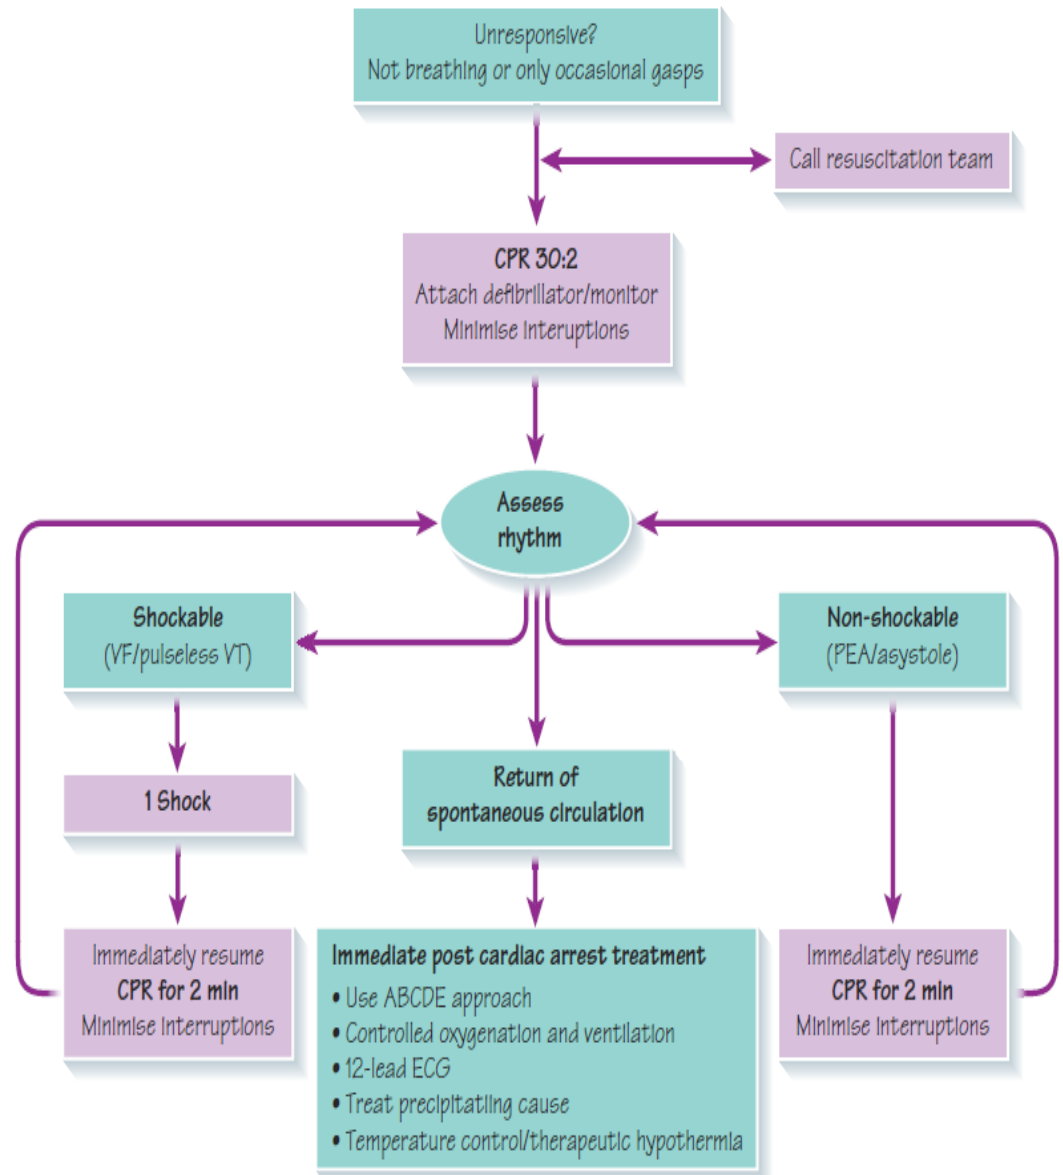 Unresponsive?
Not breathing or only occasional gasps
Call resuscitation team
CPR 30:2
Attach defibrillator/monitor
Minimise interuptions
Assess
rhythm
Shockable
(VF/pulseless VT)
Non-shockable
(PEA/asystole)
1 Shock
Return of
spontaneous circulation
Immediately resume
CPR for 2 min
Minimise interruptions
Immediate post cardiac arrest treatment
• Use ABCDE approach
• Controlled oxygenation and ventilation
• 12-lead ECG
• Treat precipitatiing cause
• Temperature control/therapeutic hypothermia
Immediately resume
CPR for 2 min
Minimise interruptions